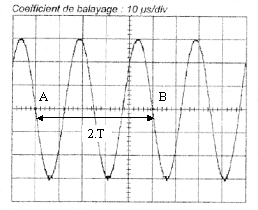 Coefficient de balayage : 10 µs/div
A B
2.T